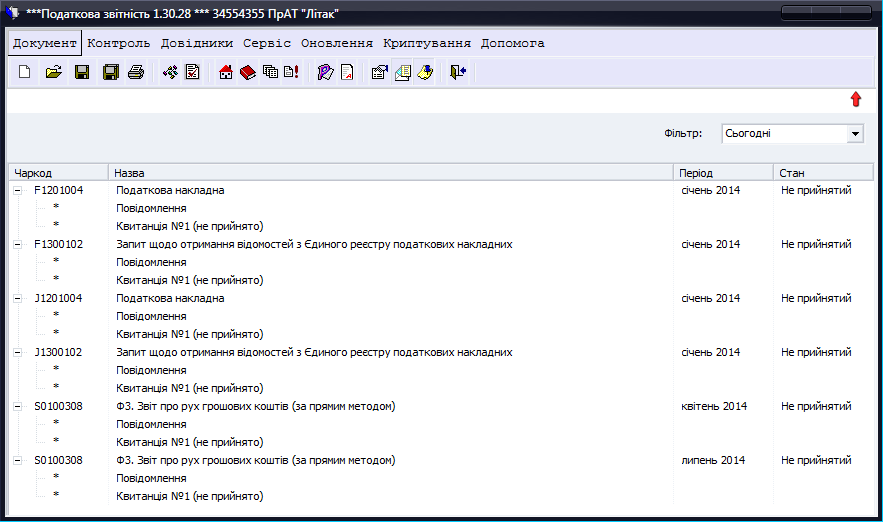 ***Податкова звітність 1.30.28 *** 34554355 ПрАТ "Літак"
Документ Контроль Довідники Сервіс Оновлення Криптування Допомога
Фільтр: Сьогодні
Чаркод Назва Період Стан
F1201004 Податкова накладна січень 2014 Не прийнятий
* Повідомлення
* Квитанція №1 (не прийнято)
F1300102 Запит щодо отримання відомостей з Єдиного реєстру податкових накладних січень 2014 Не прийнятий
* Повідомлення
* Квитанція №1 (не прийнято)
J1201004 Податкова накладна січень 2014 Не прийнятий
* Повідомлення
* Квитанція №1 (не прийнято)
J1300102 Запит щодо отримання відомостей з Єдиного реєстру податкових накладних січень 2014 Не прийнятий
* Повідомлення
* Квитанція №1 (не прийнято)
S0100308 Ф3. Звіт про рух грошових коштів (за прямим методом) квітень 2014 Не прийнятий
* Повідомлення
* Квитанція №1 (не прийнято)
S0100308 Ф3. Звіт про рух грошових коштів (за прямим методом) липень 2014 Не прийнятий
* Повідомлення
* Квитанція №1 (не прийнято)